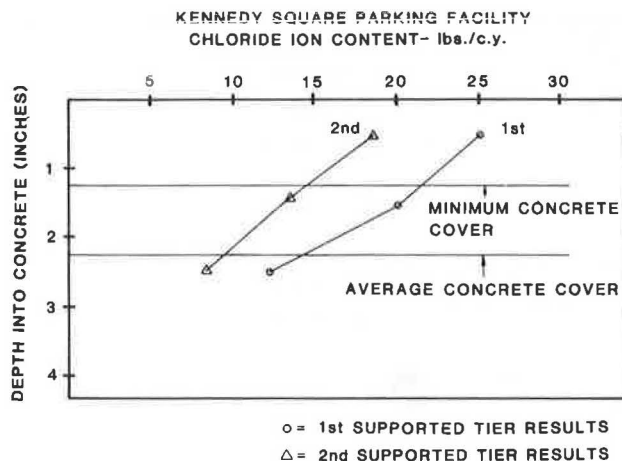 KENNEDY SQUARE PARKING FACILITY
CHLORIDE ION CONTENT- lbs./c.y.
5 10 15 20 25 30
2nd 1st
1
MINIMUM CONCRETE
COVER
2
AVERAGE CONCRETE COVER
3
4
DEPTH INTO CONCRETE (INCHES)
o = 1st SUPPORTED TIER RESULTS
△ = 2nd SUPPORTED TIER RESULTS